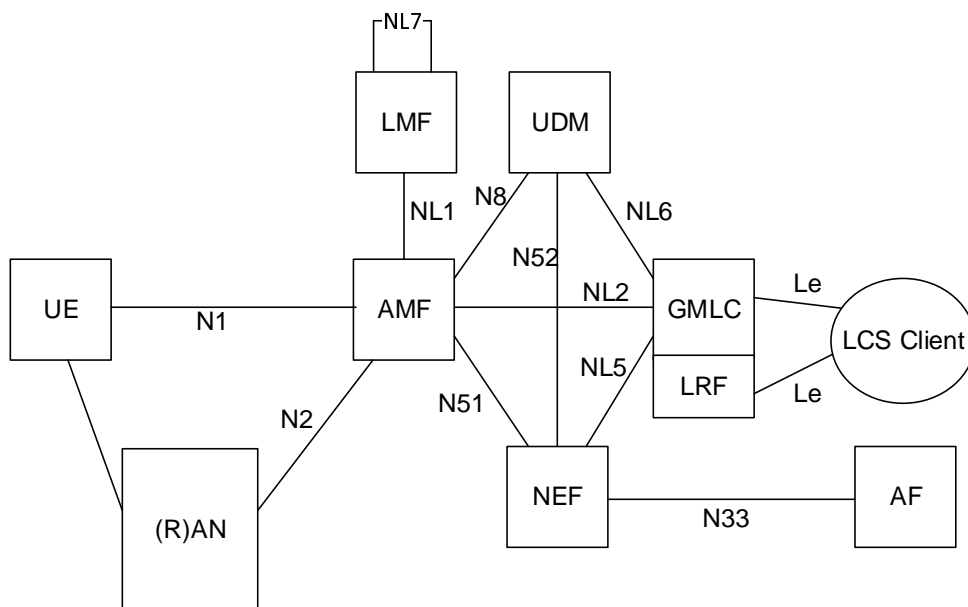 NL7
LMF
UDM
N8
NL1
NL6
N52
UE
N1
AMF
NL2
GMLC
Le
LCS Client
NL5
LRF
Le
N2
N51
(R)AN
NEF
N33
AF